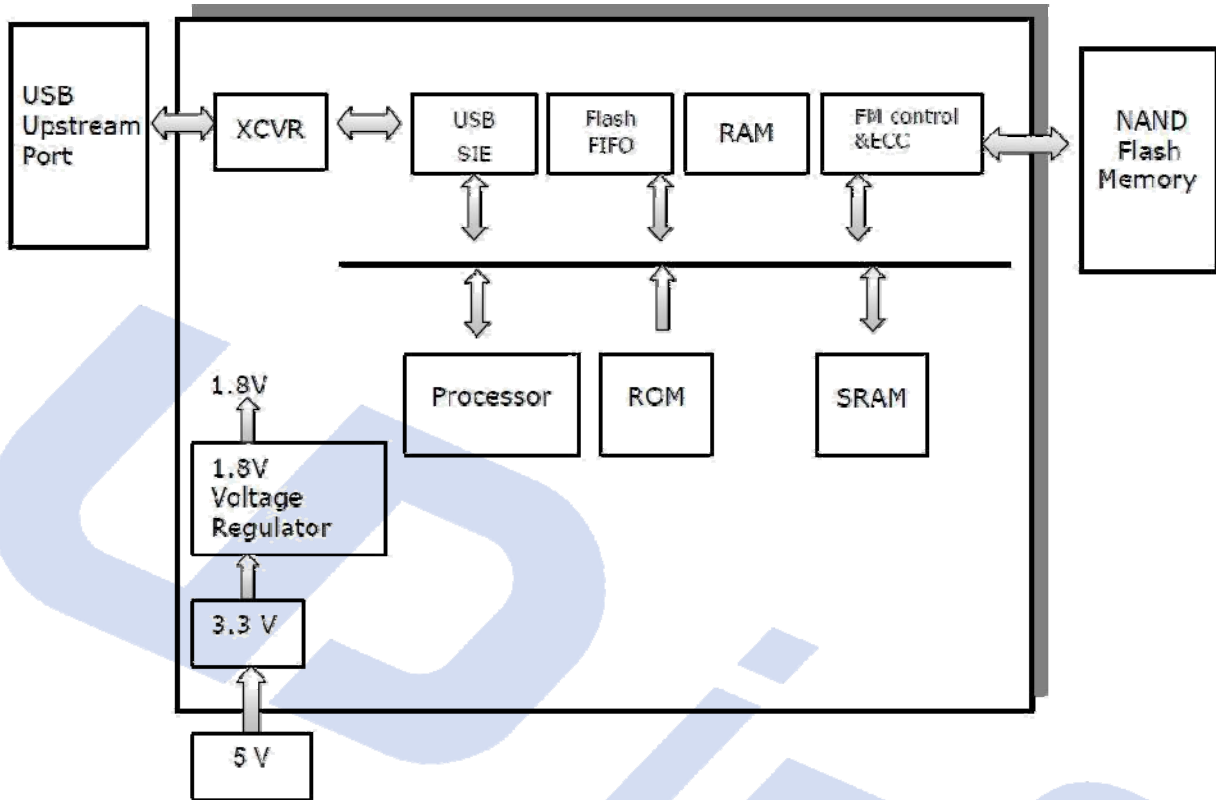 USB
Upstream
Port
XCVR
USB
SIE
Flash
FIFO
RAM
FM control
&ECC
NAND
Flash
Memory
Processor
ROM
SRAM
1.8V
1.8V
Voltage
Regulator
3.3 V
5 V